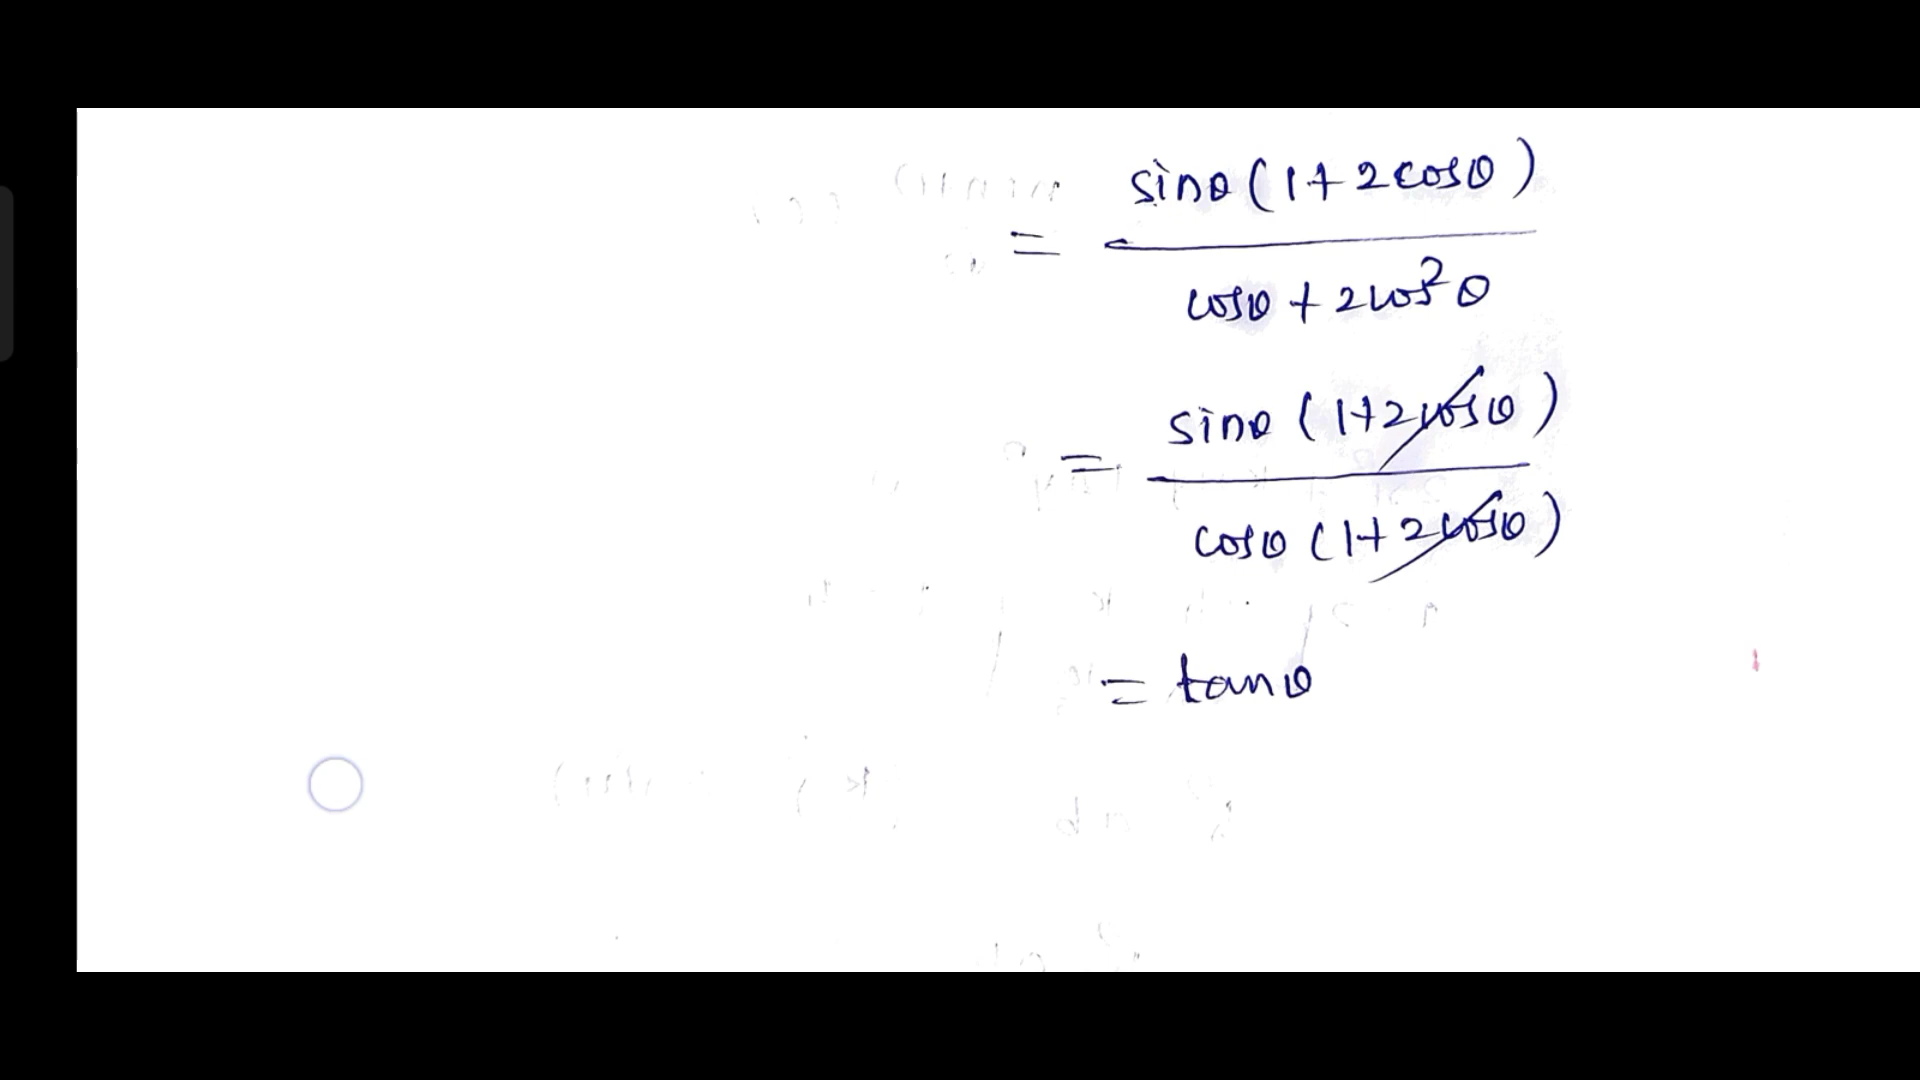 = sinθ(1+2cosθ) / cosθ+2cos²θ
= sinθ(1+2cosθ) / cosθ(1+2cosθ)
= tanθ